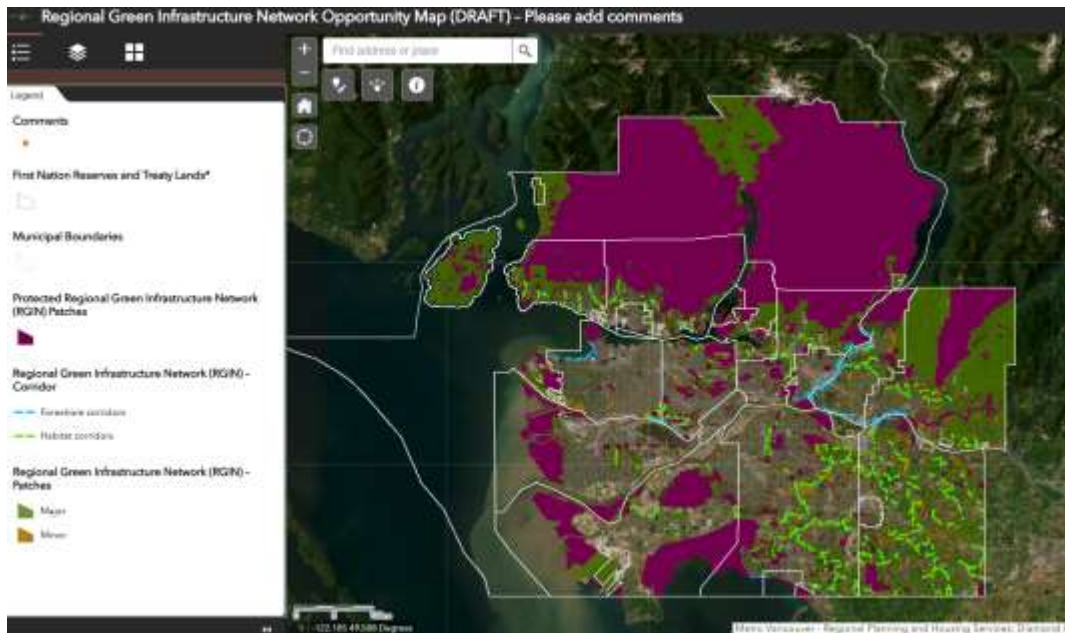 Regional Green Infrastructure Network Opportunity Map (DRAFT) - Please add comments
Find address or place
Legend
Comments
First Nation Reserves and Treaty Lands*
Municipal Boundaries
Protected Regional Green Infrastructure Network
(RGIN) Patches
Regional Green Infrastructure Network (RGIN) -
Corridor
Foreshore corridors
Habitat corridors
Regional Green Infrastructure Network (RGIN) -
Patches
Major
Minor
Degrees
Metro Vancouver - Regional Planning and Housing Services; Diamond